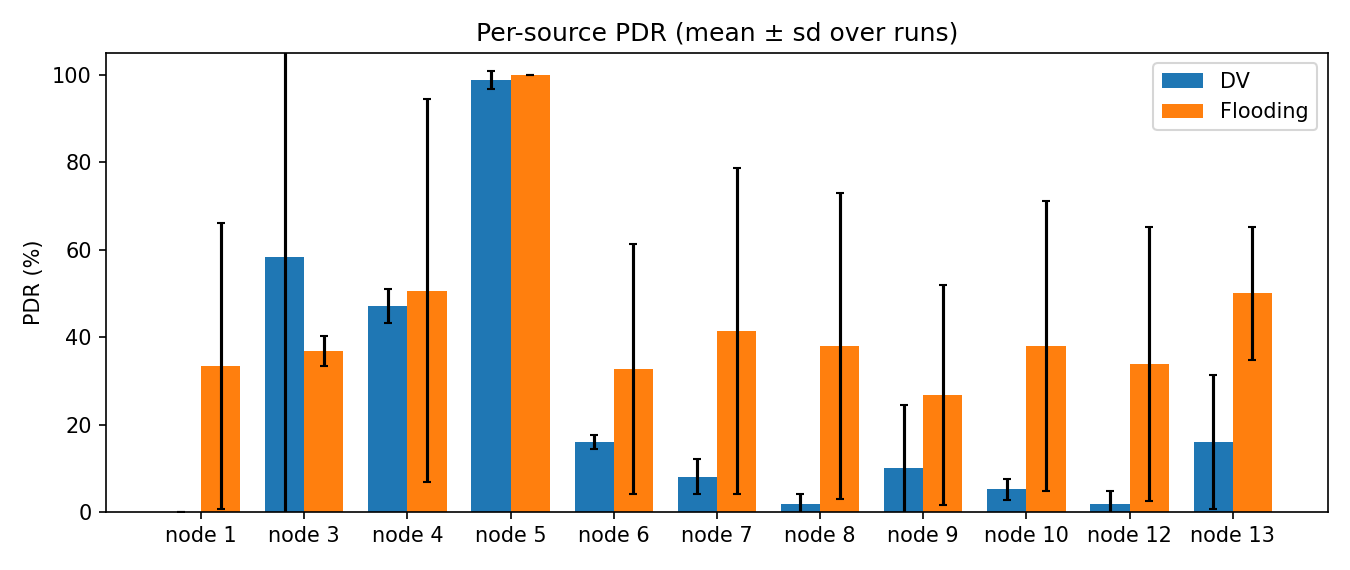 Per-source PDR (mean ± sd over runs)
DV
Flooding
PDR (%)
100
80
60
40
20
0
node 1 node 3 node 4 node 5 node 6 node 7 node 8 node 9 node 10 node 12 node 13